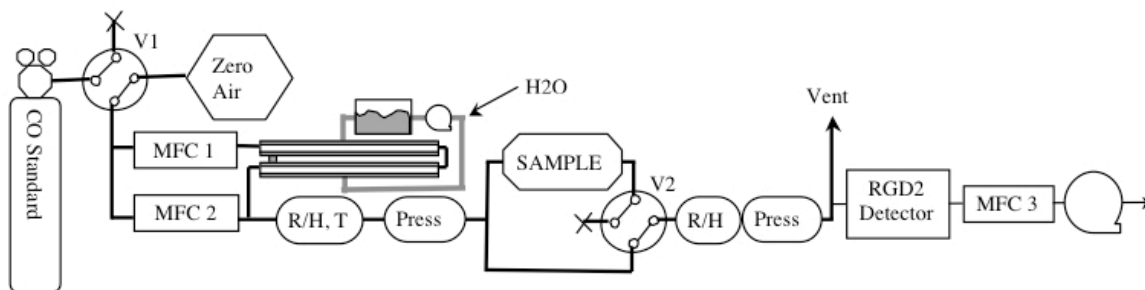 V1
Zero
Air
CO Standard
H2O
MFC 1
MFC 2
R/H, T
Press
SAMPLE
V2
R/H
Press
Vent
RGD2
Detector
MFC 3